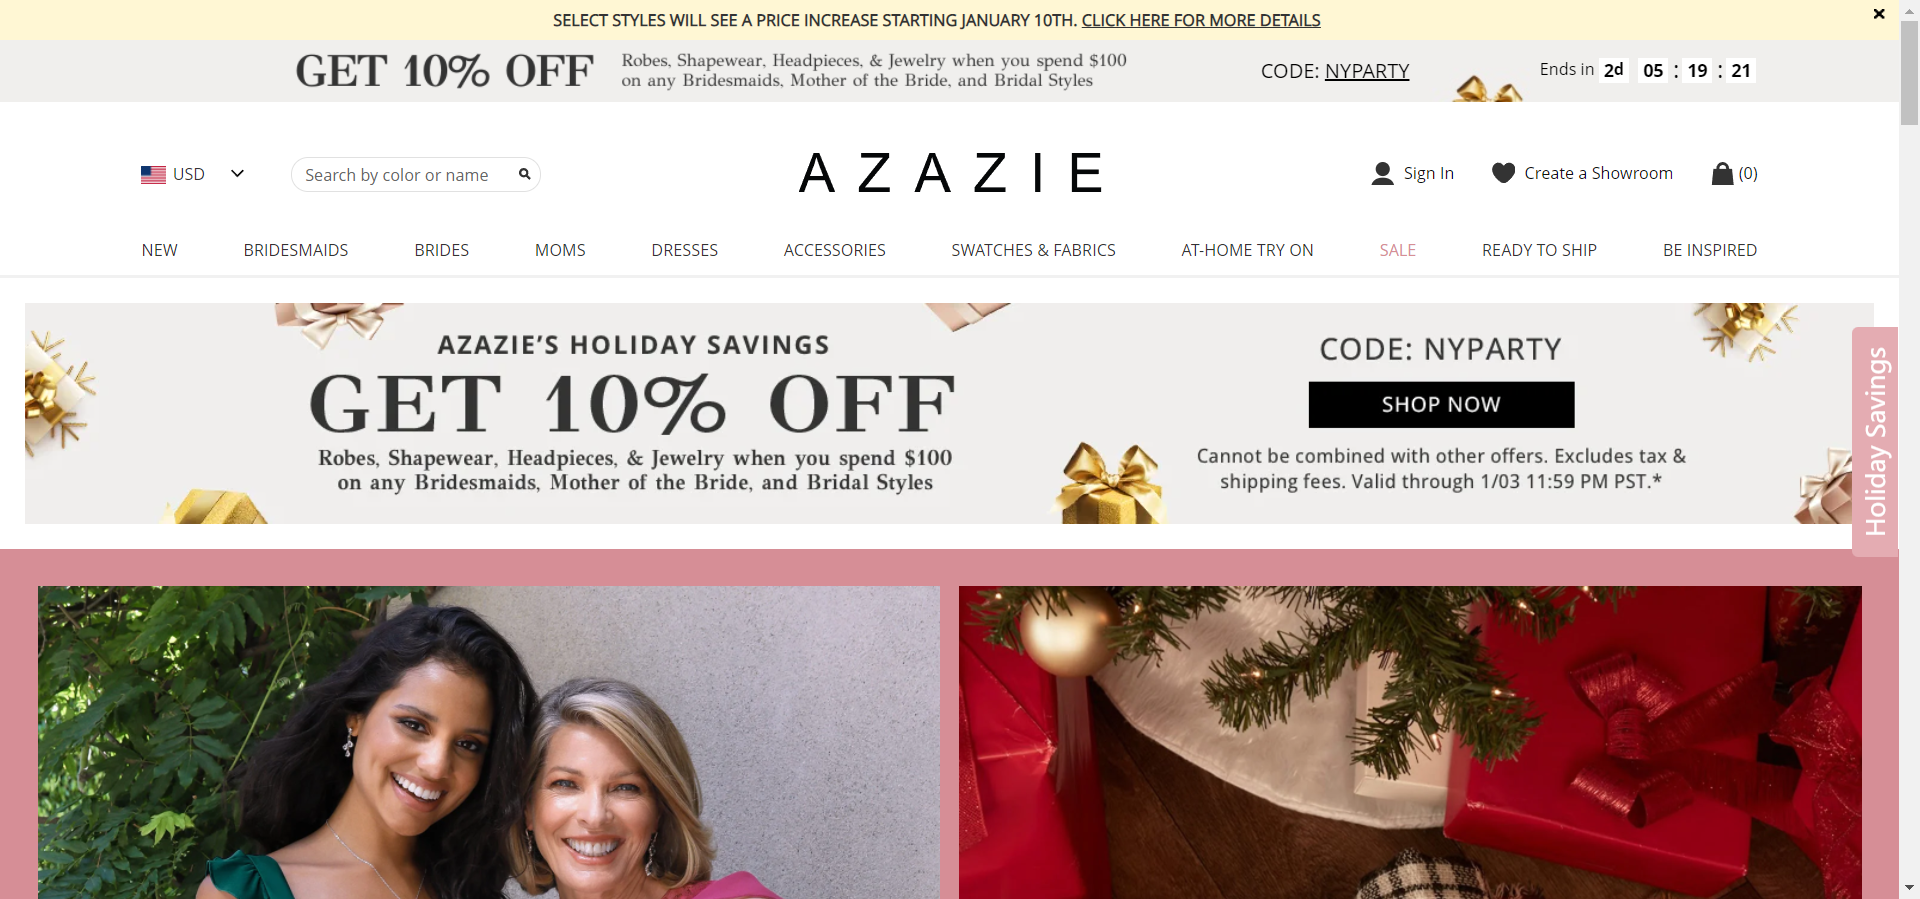 SELECT STYLES WILL SEE A PRICE INCREASE STARTING JANUARY 10TH. CLICK HERE FOR MORE DETAILS
GET 10% OFF
Robes, Shapewear, Headpieces, & Jewelry when you spend $100
on any Bridesmaids, Mother of the Bride, and Bridal Styles
CODE: NYPARTY
Ends in 2d 05 : 19 : 21
USD
Search by color or name
AZAZIE
Sign In
Create a Showroom
(0)
NEW
BRIDESMAIDS
BRIDES
MOMS
DRESSES
ACCESSORIES
SWATCHES & FABRICS
AT-HOME TRY ON
SALE
READY TO SHIP
BE INSPIRED
AZAZIE’S HOLIDAY SAVINGS
GET 10% OFF
Robes, Shapewear, Headpieces, & Jewelry when you spend $100
on any Bridesmaids, Mother of the Bride, and Bridal Styles
CODE: NYPARTY
SHOP NOW
Cannot be combined with other offers. Excludes tax &
shipping fees. Valid through 1/03 11:59 PM PST.*
Holiday Savings